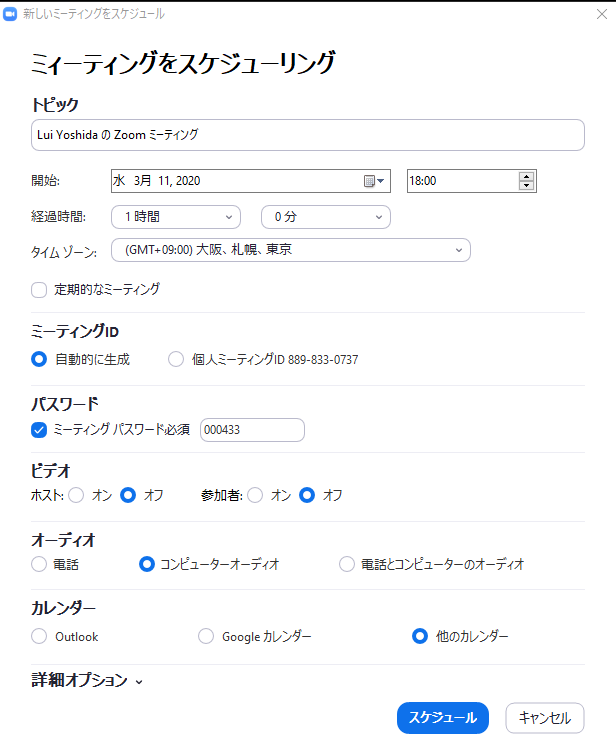 新しいミーティングをスケジュール
ミィーティングをスケジューリング
トピック
Lui Yoshida の Zoom ミーティング
開始: 水 3月 11, 2020 18:00
経過時間: 1 時間 0 分
タイム ゾーン: (GMT+09:00) 大阪、札幌、東京
定期的なミーティング
ミーティングID
自動的に生成 個人ミーティングID 889-833-0737
パスワード
ミーティング パスワード必須 000433
ビデオ
ホスト: オン オフ 参加者: オン オフ
オーディオ
電話 コンピューターオーディオ 電話とコンピューターのオーディオ
カレンダー
Outlook Google カレンダー 他のカレンダー
詳細オプション
スケジュール キャンセル